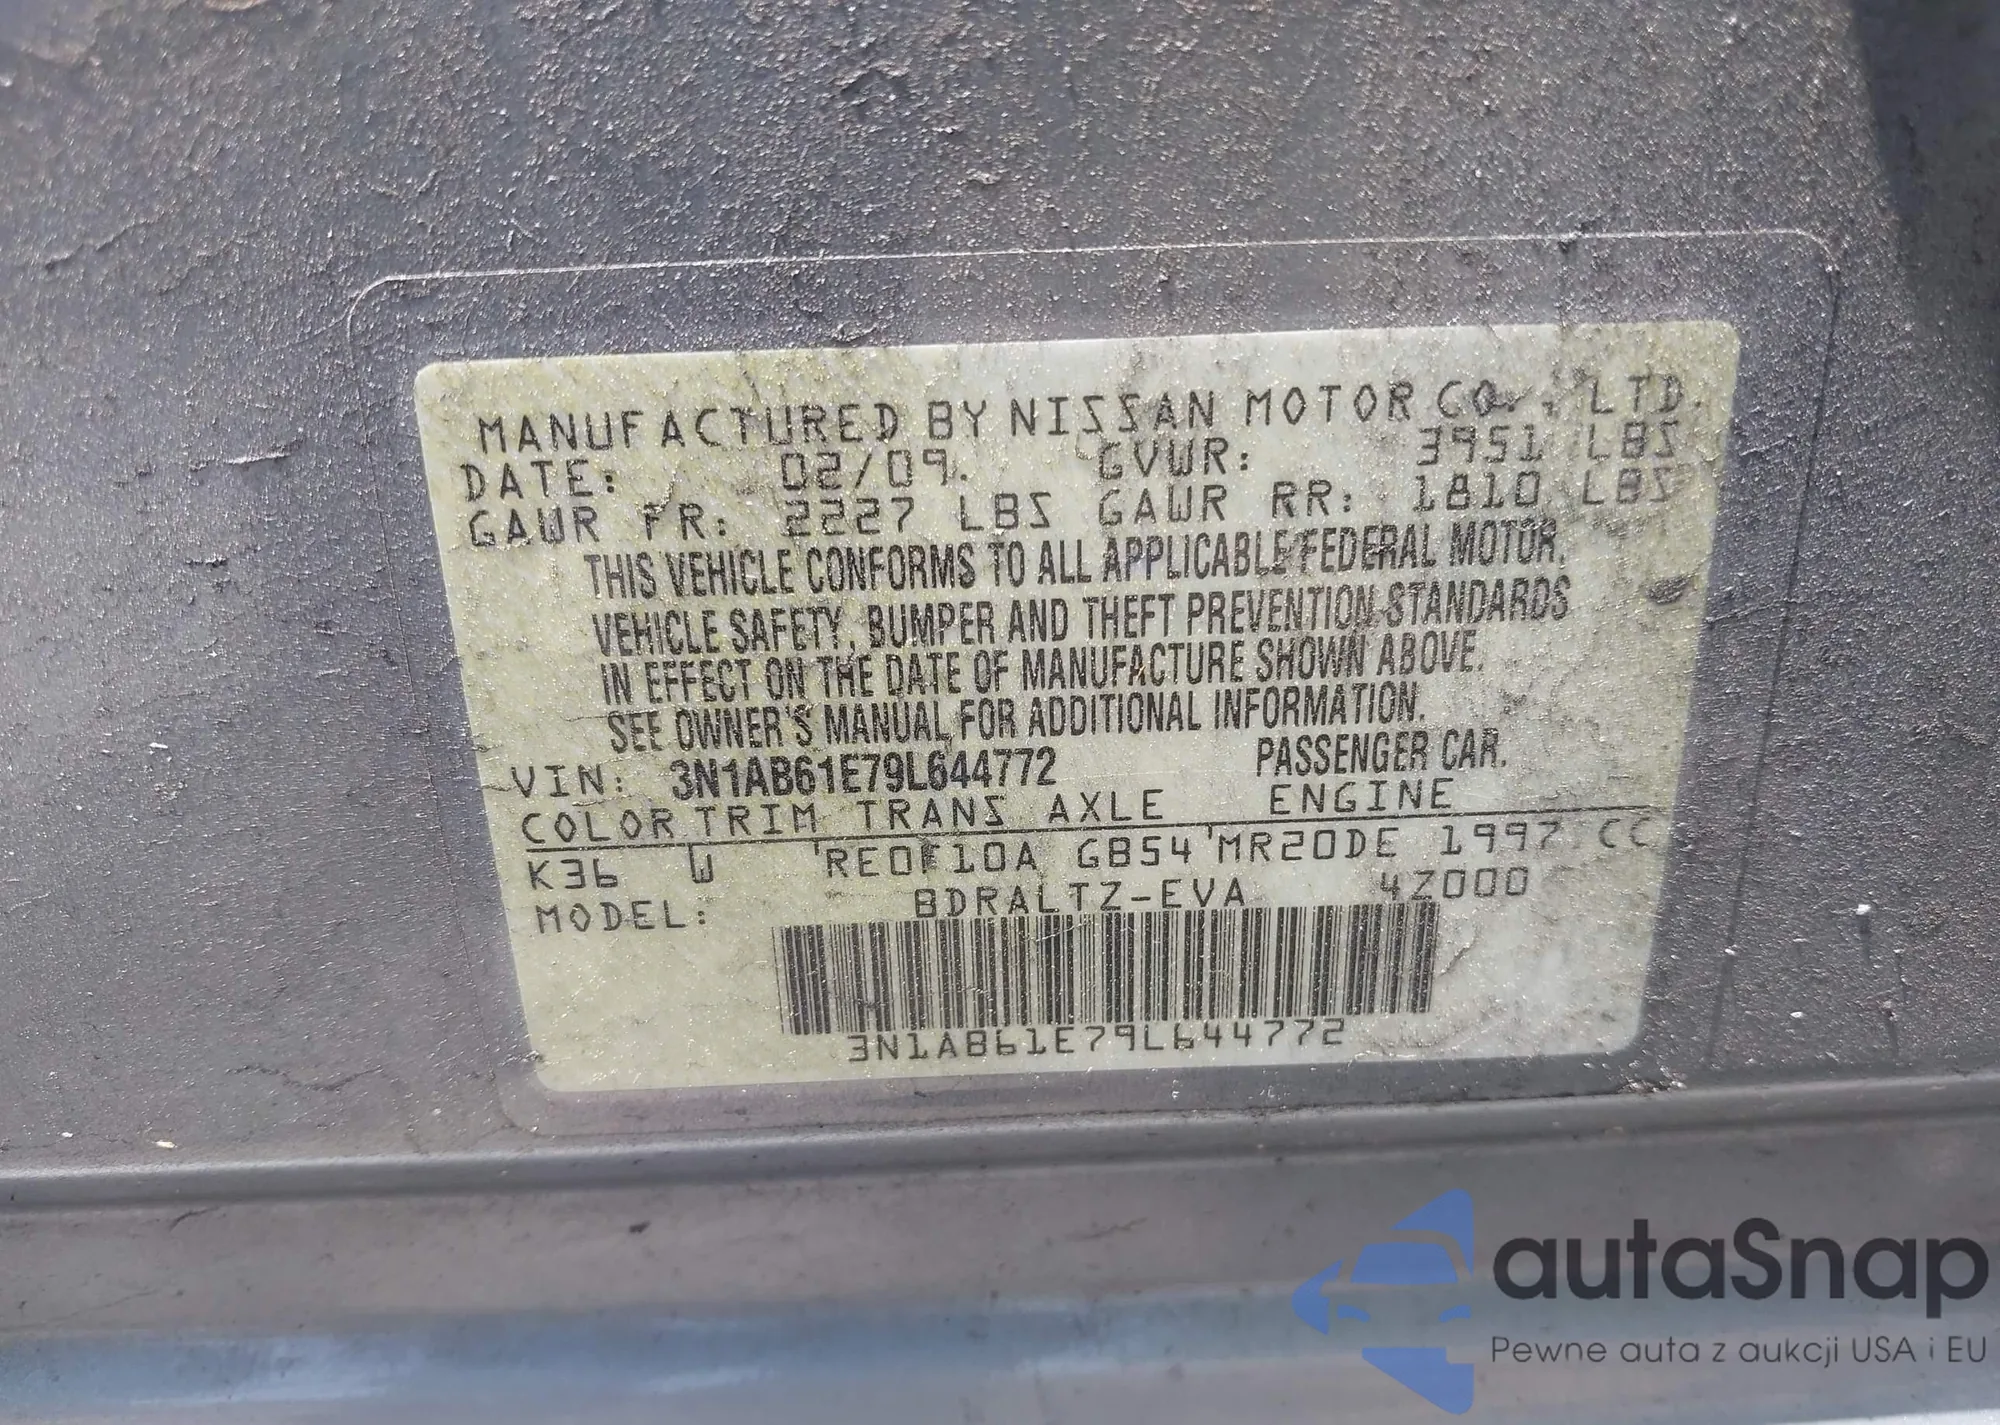 MANUFACTURED BY NISSAN MOTOR CO., LTD.
DATE: 02/09. GVWR: 3951 LBS
GAWR FR: 2227 LBS GAWR RR: 1810 LBS
THIS VEHICLE CONFORMS TO ALL APPLICABLE FEDERAL MOTOR
VEHICLE SAFETY, BUMPER AND THEFT PREVENTION STANDARDS
IN EFFECT ON THE DATE OF MANUFACTURE SHOWN ABOVE.
SEE OWNER'S MANUAL FOR ADDITIONAL INFORMATION.
VIN: 3N1AB61E79L644772 PASSENGER CAR.
COLOR TRIM TRANS AXLE ENGINE
K36 W RE0F10A GB54 MR20DE 1997 CC
MODEL: BDRALTZ-EVA 4Z000
3N1AB61E79L644772
autaSnap
Pewne auta z aukcji USA i EU